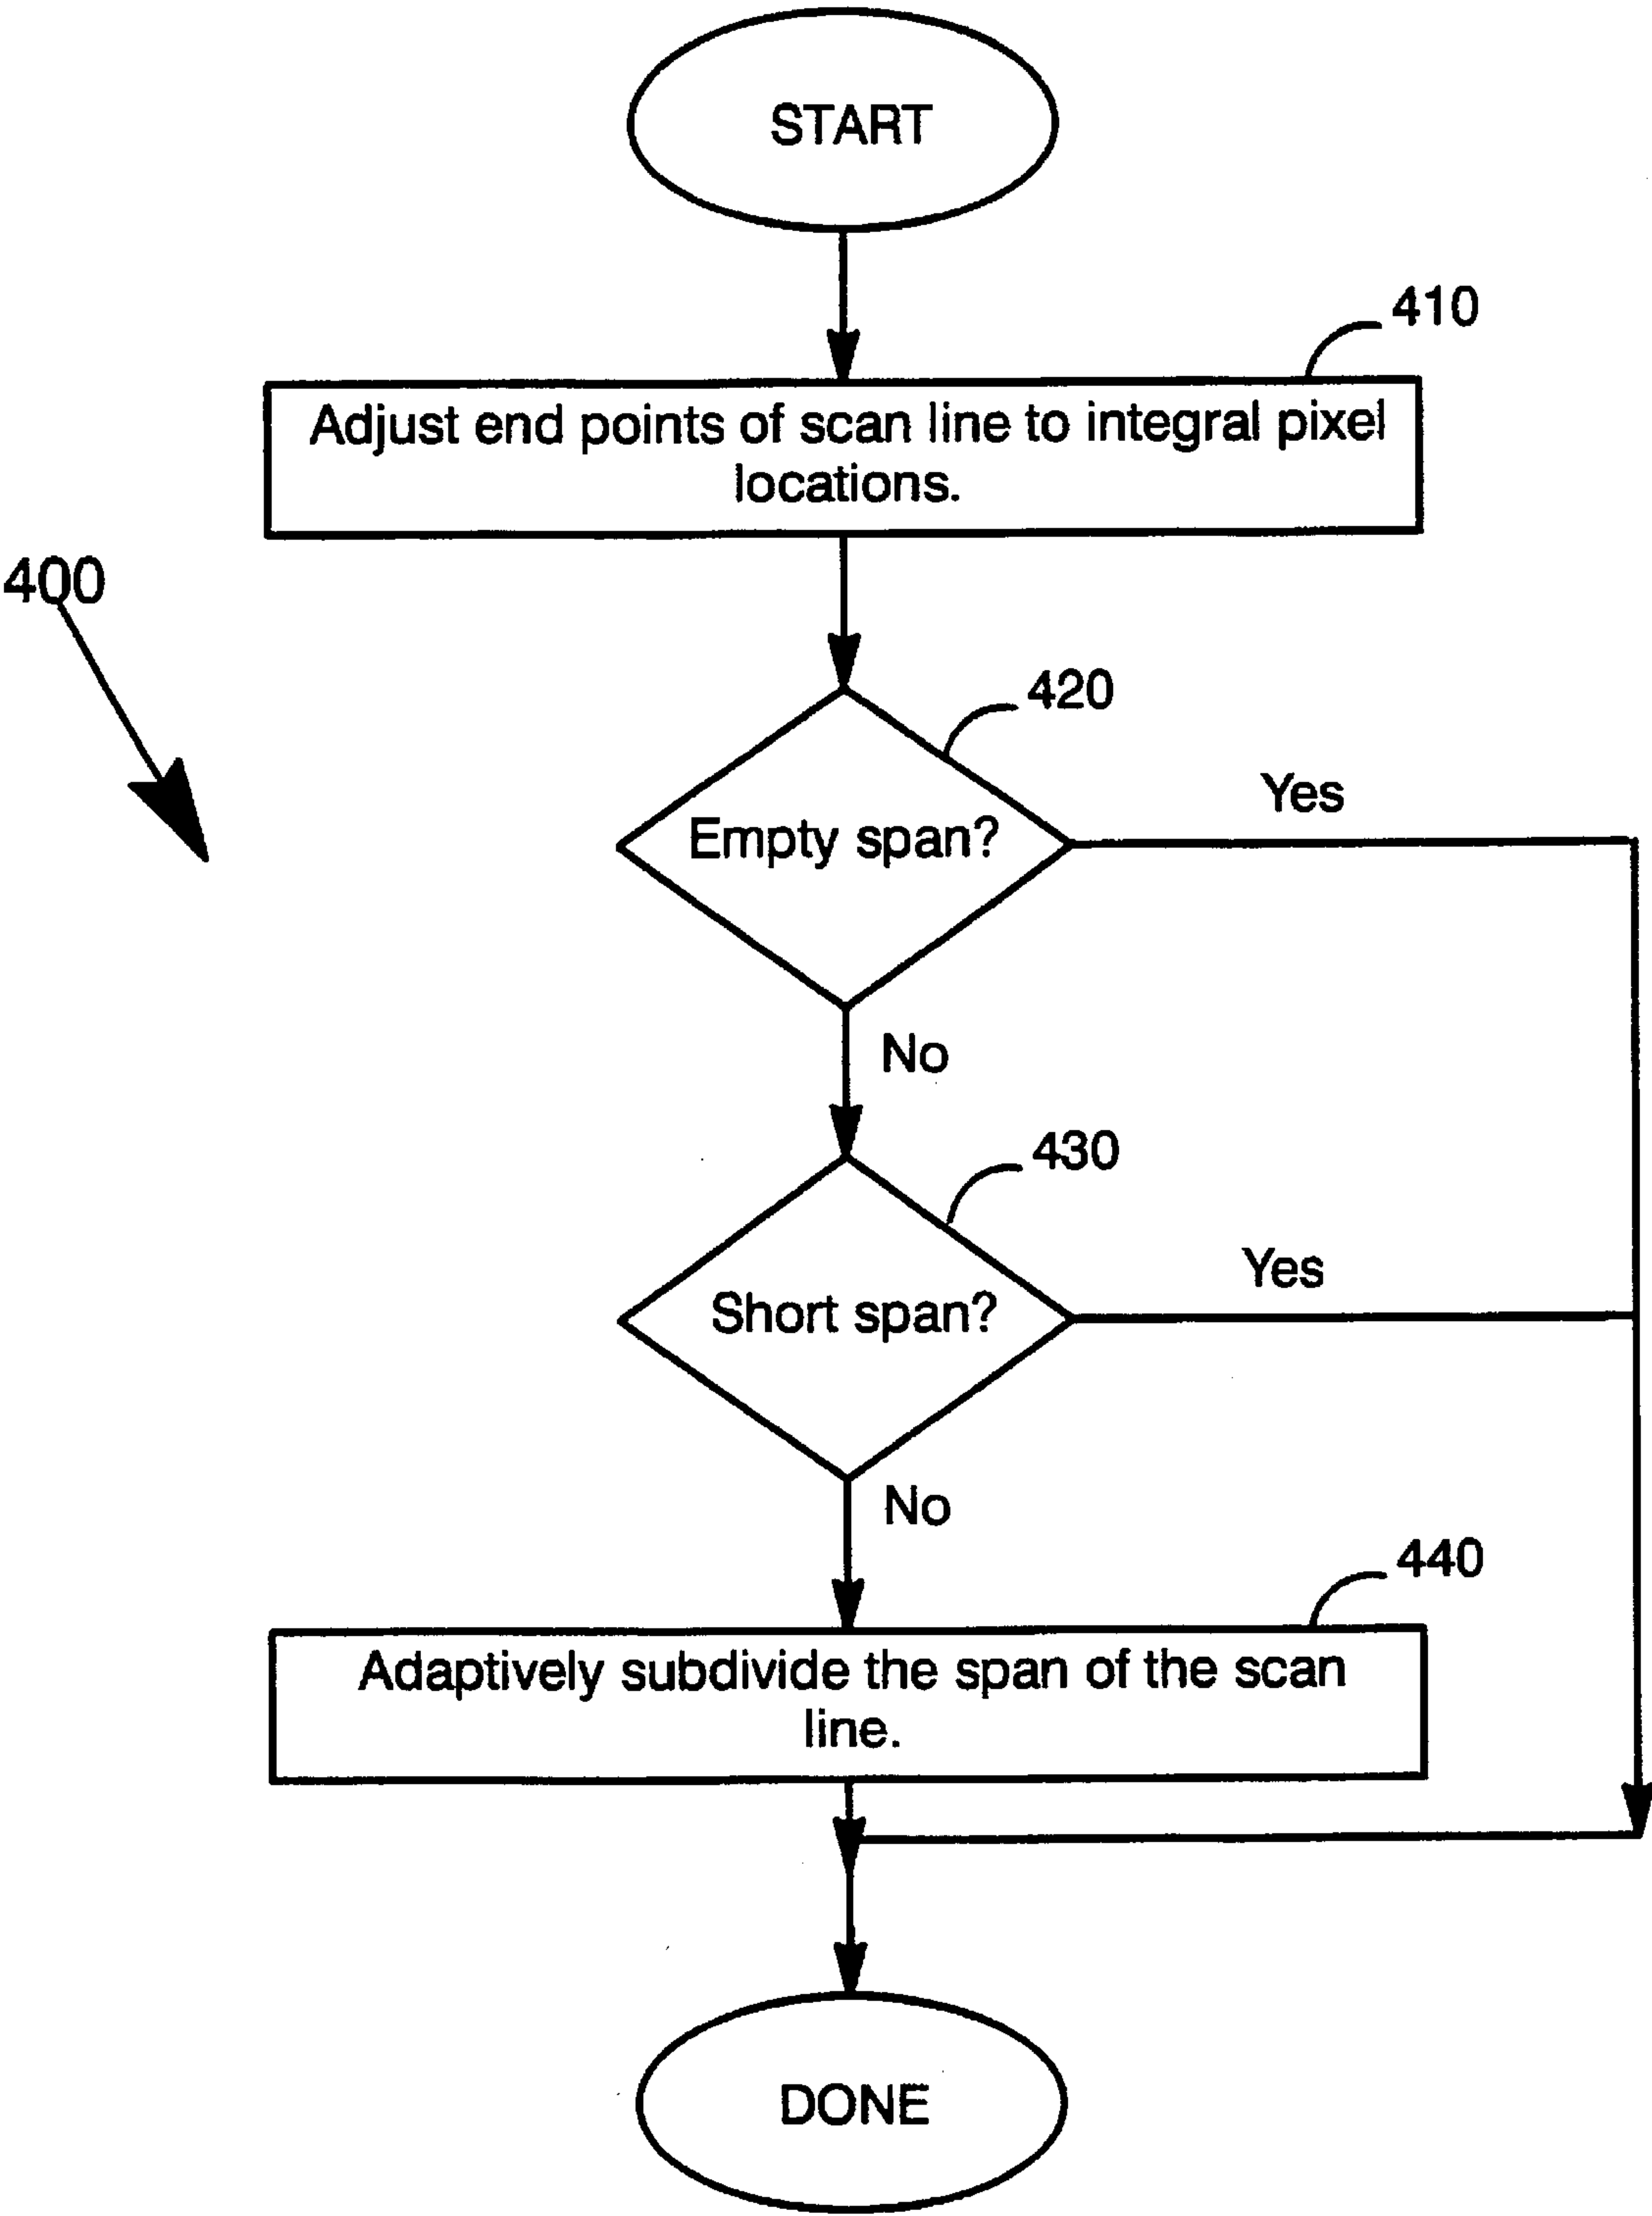 START
410
Adjust end points of scan line to integral pixel
locations.
400
420
Empty span?
Yes
No
430
Short span?
Yes
No
440
Adaptively subdivide the span of the scan
line.
DONE